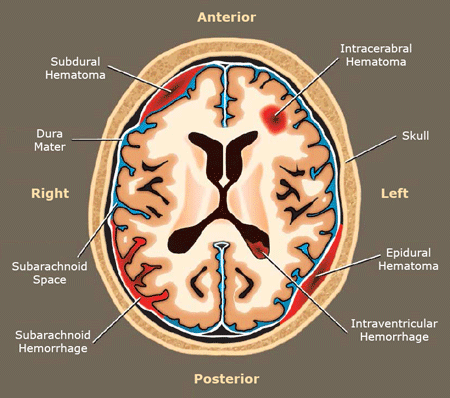 Anterior
Subdural
Hematoma
Intracerabral
Hematoma
Dura
Mater
Skull
Right
Left
Subarachnoid
Space
Epidural
Hematoma
Subarachnoid
Hemorrhage
Intraventricular
Hemorrhage
Posterior